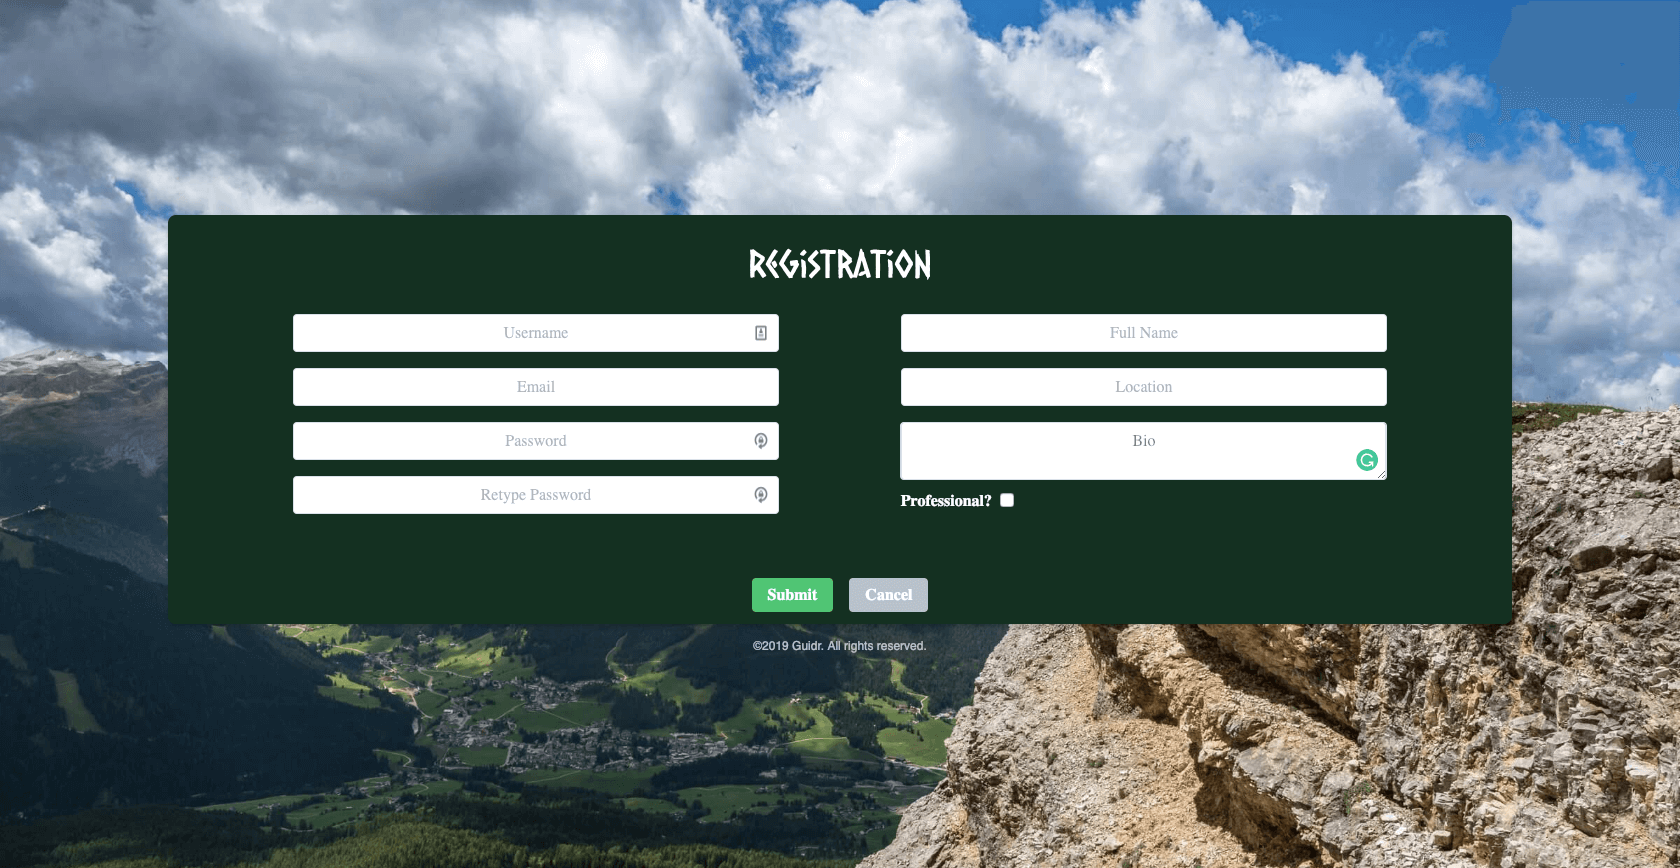 REGiSTRATiON
Username
Email
Password
Retype Password
Full Name
Location
Bio
Professional?
Submit
Cancel
©2019 Guidr. All rights reserved.